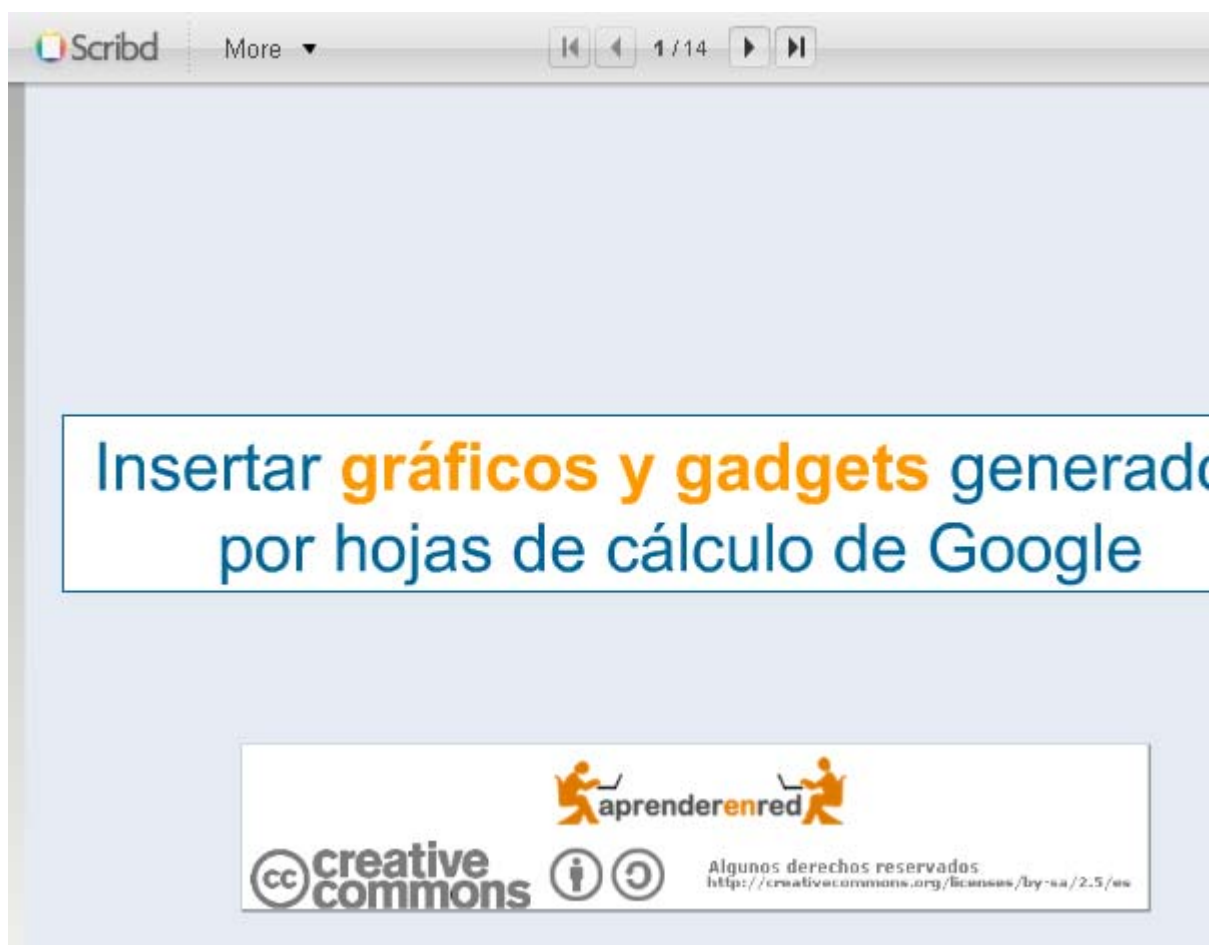 Scribd More ▼ 1 / 14
Insertar gráficos y gadgets generado
por hojas de cálculo de Google
aprenderenred
cc creative commons
Algunos derechos reservados
http://creativecommons.org/licenses/by-sa/2.5/es